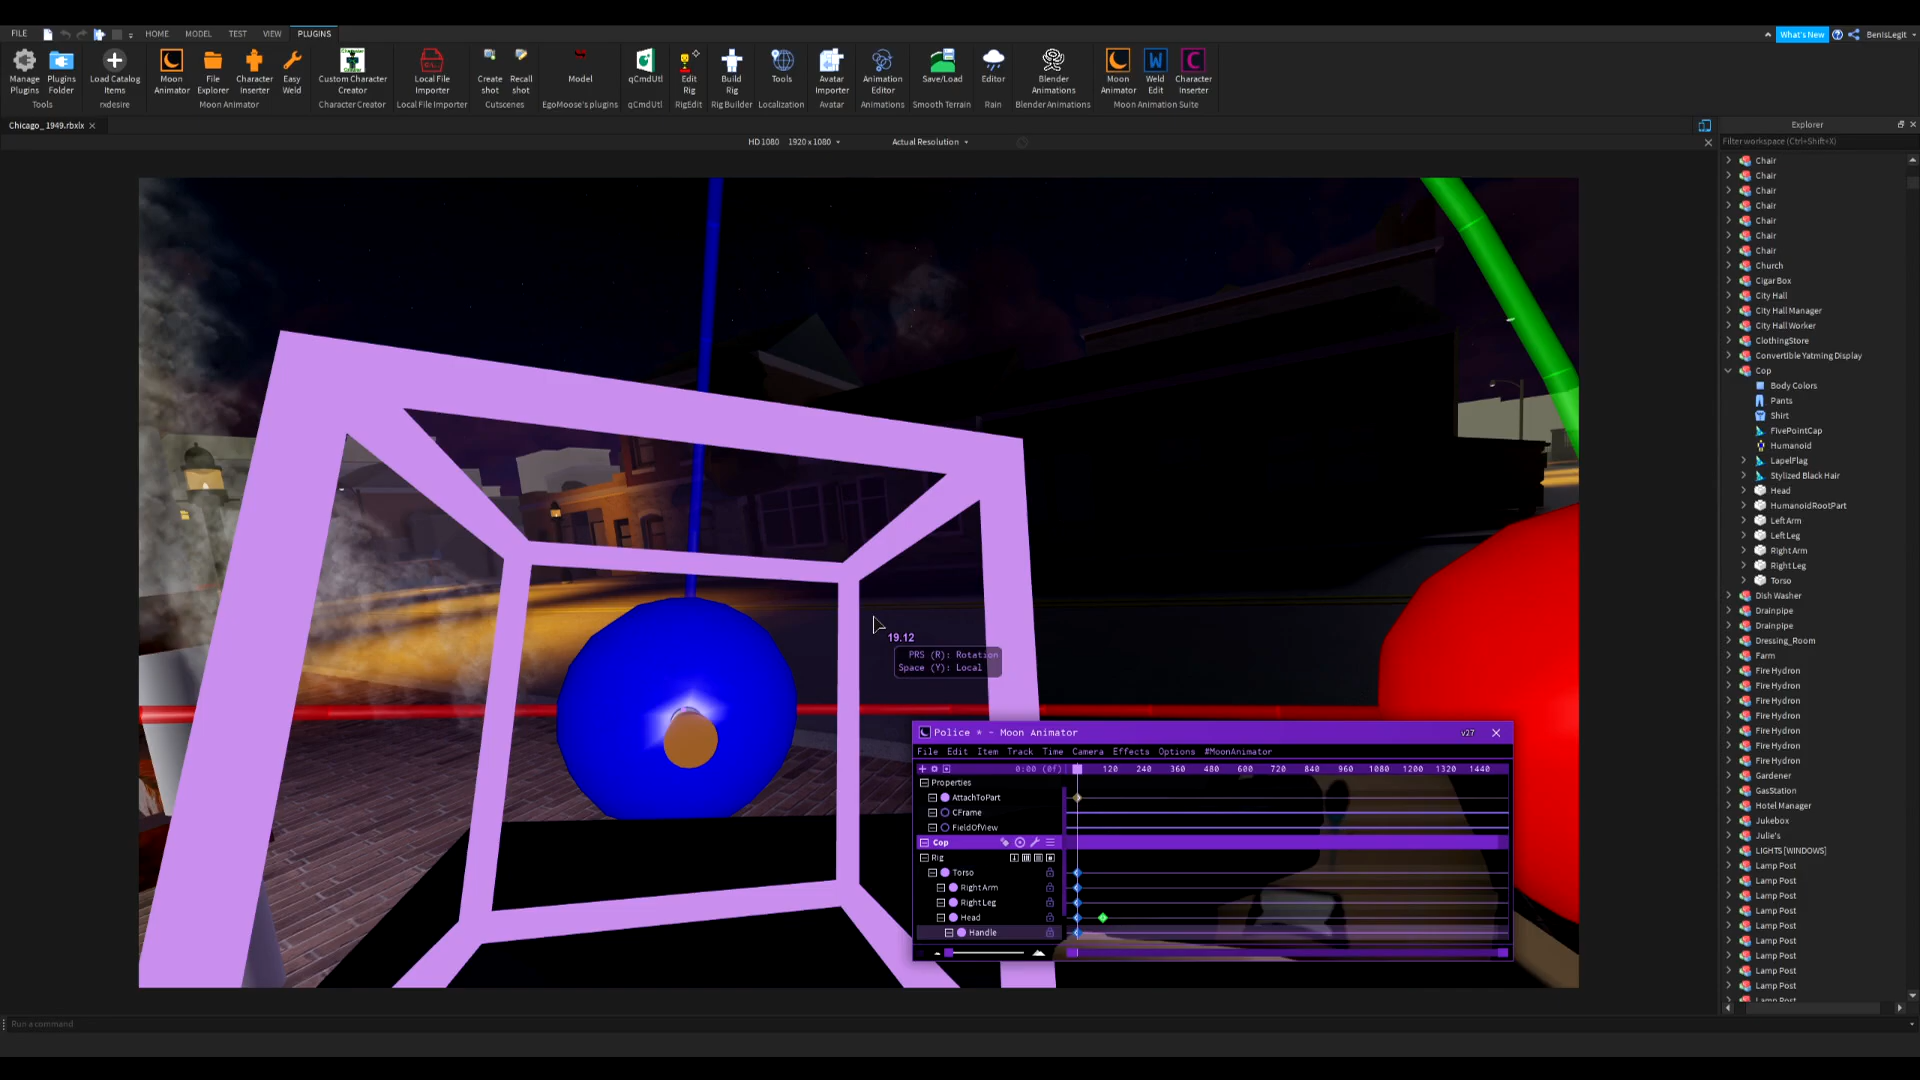 FILE HOME MODEL TEST VIEW PLUGINS What's New BenIsLegit
Manage Plugins Plugins Folder Load Catalog Items Moon Animator File Explorer Character Inserter Easy Weld Custom Character Creator Local File Importer Create shot Recall shot Model qCmdUtl Edit Rig Build Rig Tools Avatar Importer Animation Editor Save/Load Editor Blender Animations Moon Animator Weld Edit Character Inserter
Tools rxdesire Moon Animator Character Creator Local File Importer Cutscenes EgoMoose's plugins qCmdUtl RigEdit Rig Builder Localization Avatar Animations Smooth Terrain Rain Blender Animations Moon Animation Suite
Chicago_ 1949.rbxlx
HD 1080 1920 x 1080 Actual Resolution
Explorer
Filter workspace (Ctrl+Shift+X)
Chair
Chair
Chair
Chair
Chair
Chair
Chair
Church
Cigar Box
City Hall
City Hall Manager
City Hall Worker
ClothingStore
Convertible Yatming Display
Cop
Body Colors
Pants
Shirt
FivePointCap
Humanoid
LapelFlag
Stylized Black Hair
Head
HumanoidRootPart
Left Arm
Left Leg
Right Arm
Right Leg
Torso
Dish Washer
Drainpipe
Drainpipe
Dressing_Room
Farm
Fire Hydron
Fire Hydron
Fire Hydron
Fire Hydron
Fire Hydron
Fire Hydron
Fire Hydron
Gardener
GasStation
Hotel Manager
Jukebox
Julie's
LIGHTS [WINDOWS]
Lamp Post
Lamp Post
Lamp Post
Lamp Post
Lamp Post
Lamp Post
Lamp Post
Lamp Post
Lamp Post
Lamp Post
19.12
PRS (R): Rotation
Space (Y): Local
Police * - Moon Animator v27
File Edit Item Track Time Camera Effects Options #MoonAnimator
0:00 (0f) 120 240 360 480 600 720 840 960 1080 1200 1320 1440
Properties
AttachToPart
CFrame
FieldOfView
Cop
Rig
Torso
Right Arm
Right Leg
Head
Handle
Run a command